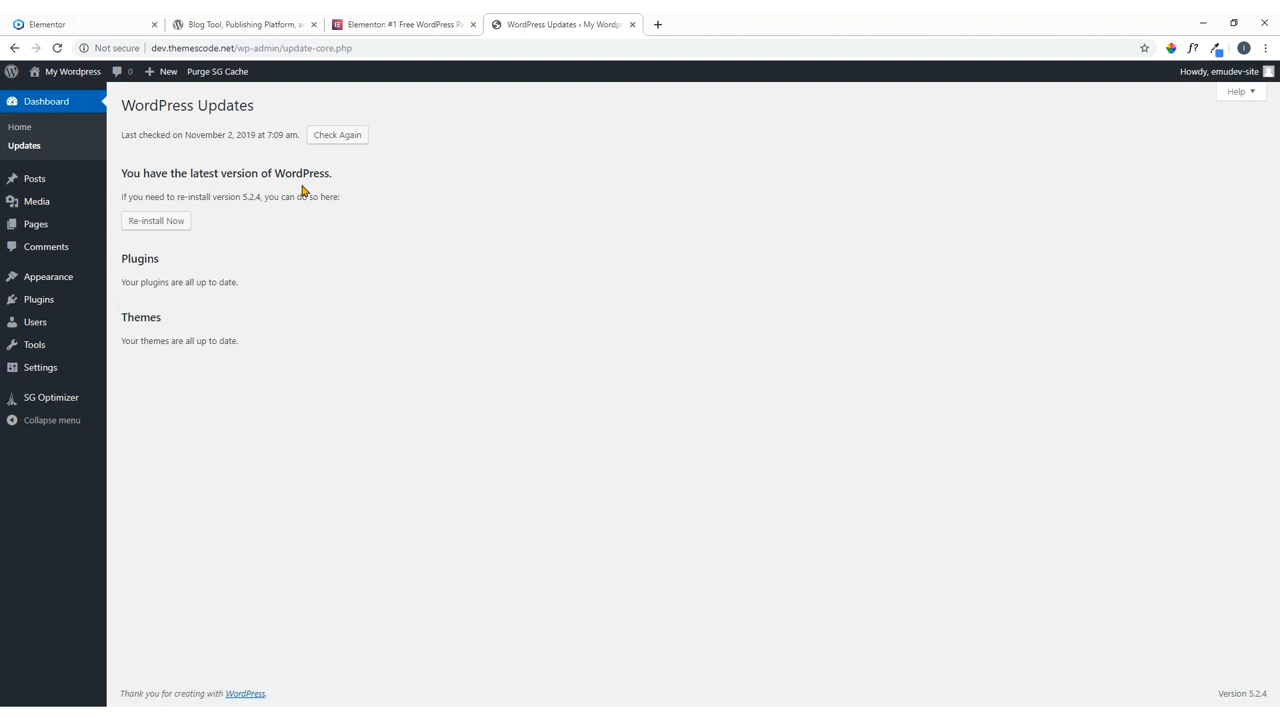 Elementor
Blog Tool, Publishing Platform, a
Elementor: #1 Free WordPress P
WordPress Updates ‹ My Wordp
Not secure
dev.themescode.net/wp-admin/update-core.php
f?
I
My Wordpress
0
New
Purge SG Cache
Howdy, emudev-site
Dashboard
Home
Updates
Posts
Media
Pages
Comments
Appearance
Plugins
Users
Tools
Settings
SG Optimizer
Collapse menu
Help
WordPress Updates
Last checked on November 2, 2019 at 7:09 am.
Check Again
You have the latest version of WordPress.
If you need to re-install version 5.2.4, you can do so here:
Re-install Now
Plugins
Your plugins are all up to date.
Themes
Your themes are all up to date.
Thank you for creating with WordPress.
Version 5.2.4